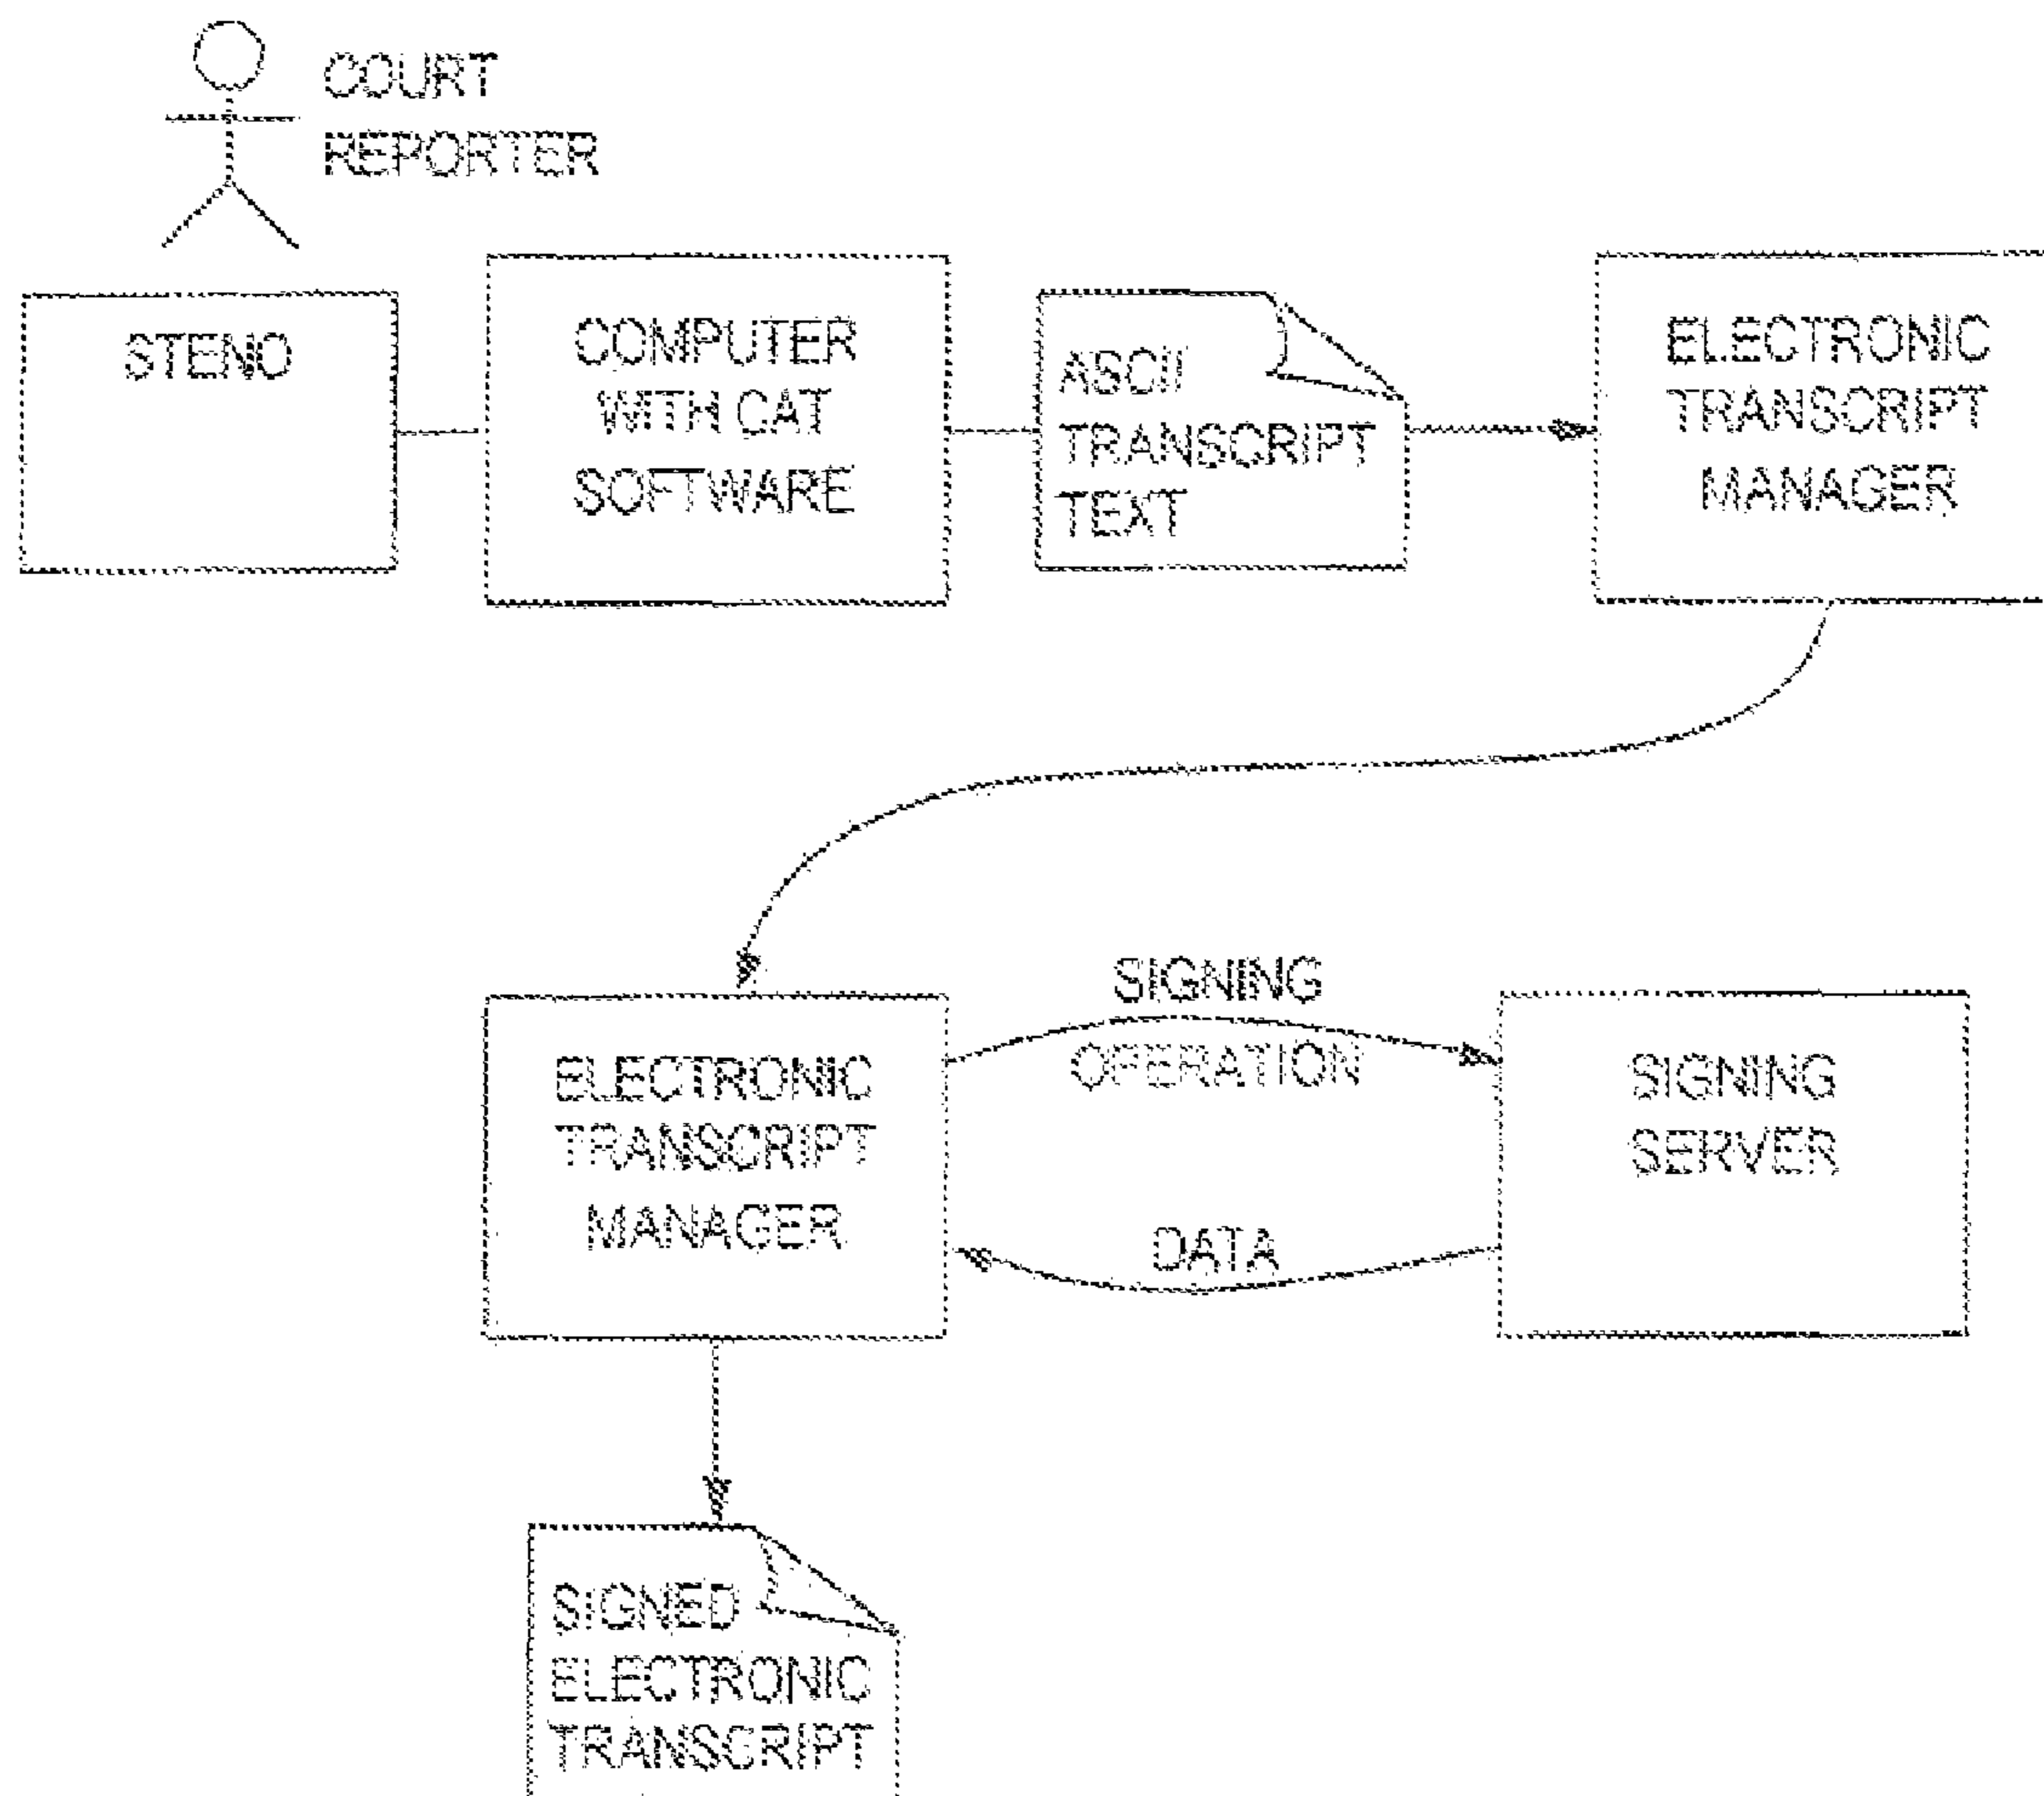 COURT
REPORTER
STENO
COMPUTER
WITH CAT
SOFTWARE
ASCII
TRANSCRIPT
TEXT
ELECTRONIC
TRANSCRIPT
MANAGER
ELECTRONIC
TRANSCRIPT
MANAGER
SIGNING
OPERATION
DATA
SIGNING
SERVER
SIGNED
ELECTRONIC
TRANSCRIPT